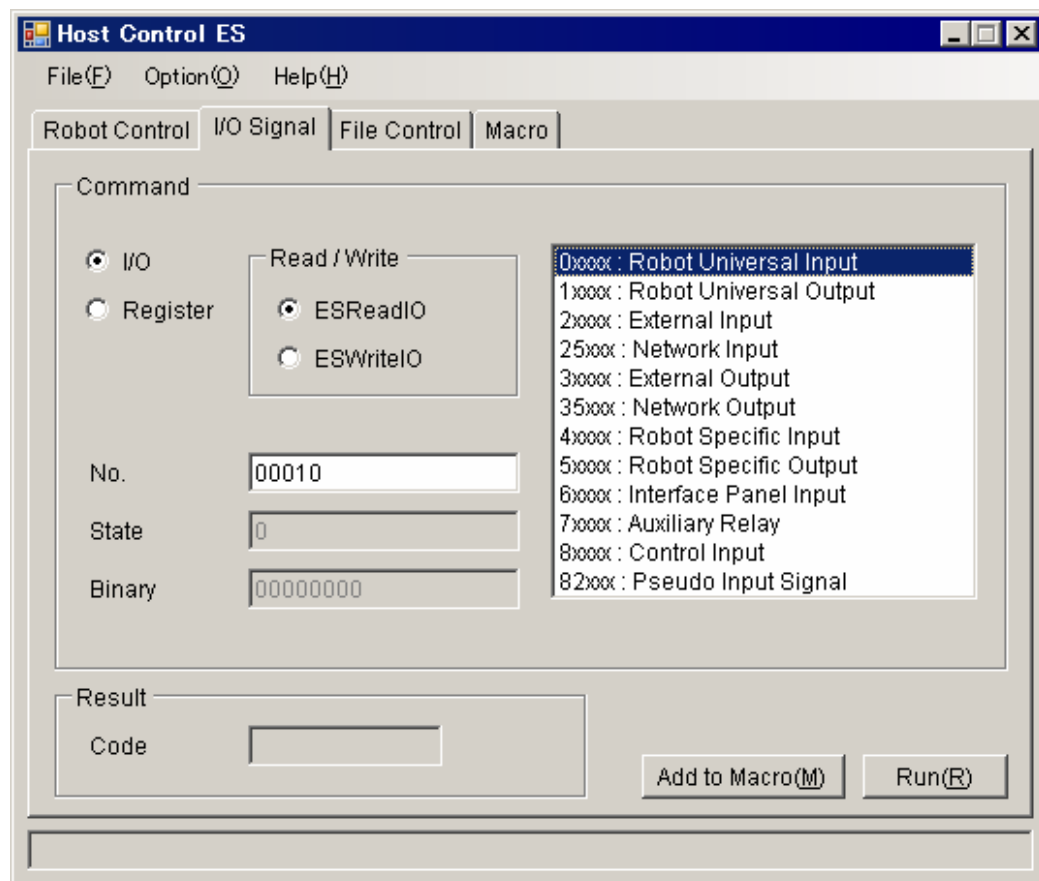 Host Control ES
File(F) Option(O) Help(H)
Robot Control I/O Signal File Control Macro
Command
I/O
Register
Read / Write
ESReadIO
ESWriteIO
0xxxx : Robot Universal Input
1xxxx : Robot Universal Output
2xxxx : External Input
25xxx : Network Input
3xxxx : External Output
35xxx : Network Output
4xxxx : Robot Specific Input
5xxxx : Robot Specific Output
6xxxx : Interface Panel Input
7xxxx : Auxiliary Relay
8xxxx : Control Input
82xxx : Pseudo Input Signal
No. 00010
State 0
Binary 00000000
Result
Code
Add to Macro(M) Run(R)